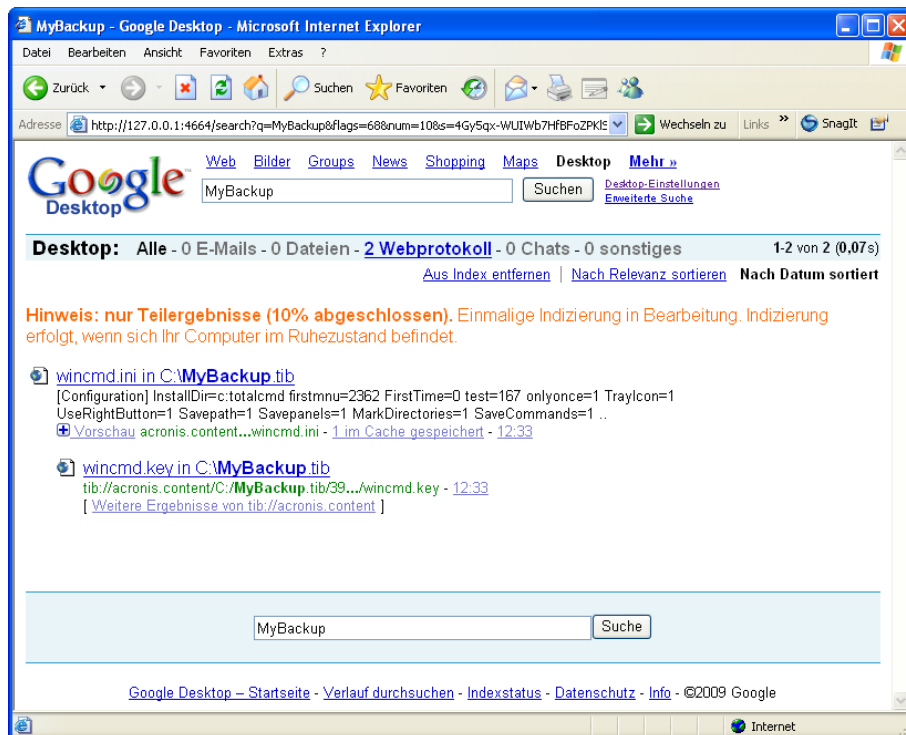 MyBackup - Google Desktop - Microsoft Internet Explorer
Datei Bearbeiten Ansicht Favoriten Extras ?
Zurück Suchen Favoriten
Adresse http://127.0.0.1:4664/search?q=MyBackup&flags=68&num=10&s=4Gy5qx-WUIWb7HfBFoZPKlS Wechseln zu Links » SnagIt
Google™
Desktop
Web Bilder Groups News Shopping Maps Desktop Mehr »
MyBackup Suchen Desktop-Einstellungen
Erweiterte Suche
Desktop: Alle - 0 E-Mails - 0 Dateien - 2 Webprotokoll - 0 Chats - 0 sonstiges 1-2 von 2 (0,07s)
Aus Index entfernen | Nach Relevanz sortieren Nach Datum sortiert
Hinweis: nur Teilergebnisse (10% abgeschlossen). Einmalige Indizierung in Bearbeitung. Indizierung
erfolgt, wenn sich Ihr Computer im Ruhezustand befindet.
wincmd.ini in C:\MyBackup.tib
[Configuration] InstallDir=c:totalcmd firstmnu=2362 FirstTime=0 test=167 onlyonce=1 TrayIcon=1
UseRightButton=1 Savepath=1 Savepanels=1 MarkDirectories=1 SaveCommands=1 ..
Vorschau acronis.content...wincmd.ini - 1 im Cache gespeichert - 12:33
wincmd.key in C:\MyBackup.tib
tib://acronis.content/C:/MyBackup.tib/39.../wincmd.key - 12:33
[ Weitere Ergebnisse von tib://acronis.content ]
MyBackup Suche
Google Desktop – Startseite - Verlauf durchsuchen - Indexstatus - Datenschutz - Info - ©2009 Google
Internet